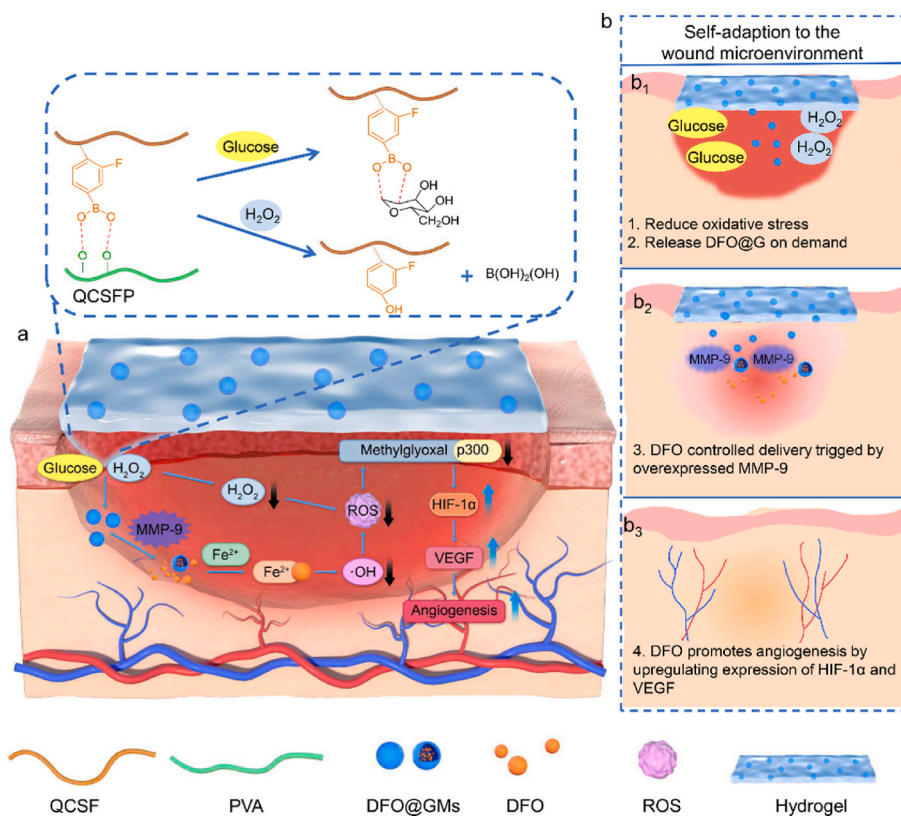 b
Self-adaption to the
wound microenvironment
b1
Glucose
H2O2
Glucose
H2O2
1. Reduce oxidative stress
2. Release DFO@G on demand
b2
MMP-9
MMP-9
3. DFO controlled delivery trigged by
overexpressed MMP-9
b3
4. DFO promotes angiogenesis by
upregulating expression of HIF-1α and
VEGF
F
B
O
O
O
O
QCSFP
Glucose
H2O2
F
B
O
O
OH
O
OH
CH2OH
F
OH
+ B(OH)2(OH)
a
Glucose
H2O2
Methylglyoxal
p300
H2O2
ROS
HIF-1α
MMP-9
Fe2+
Fe2+
·OH
VEGF
Angiogenesis
QCSF
PVA
DFO@GMs
DFO
ROS
Hydrogel